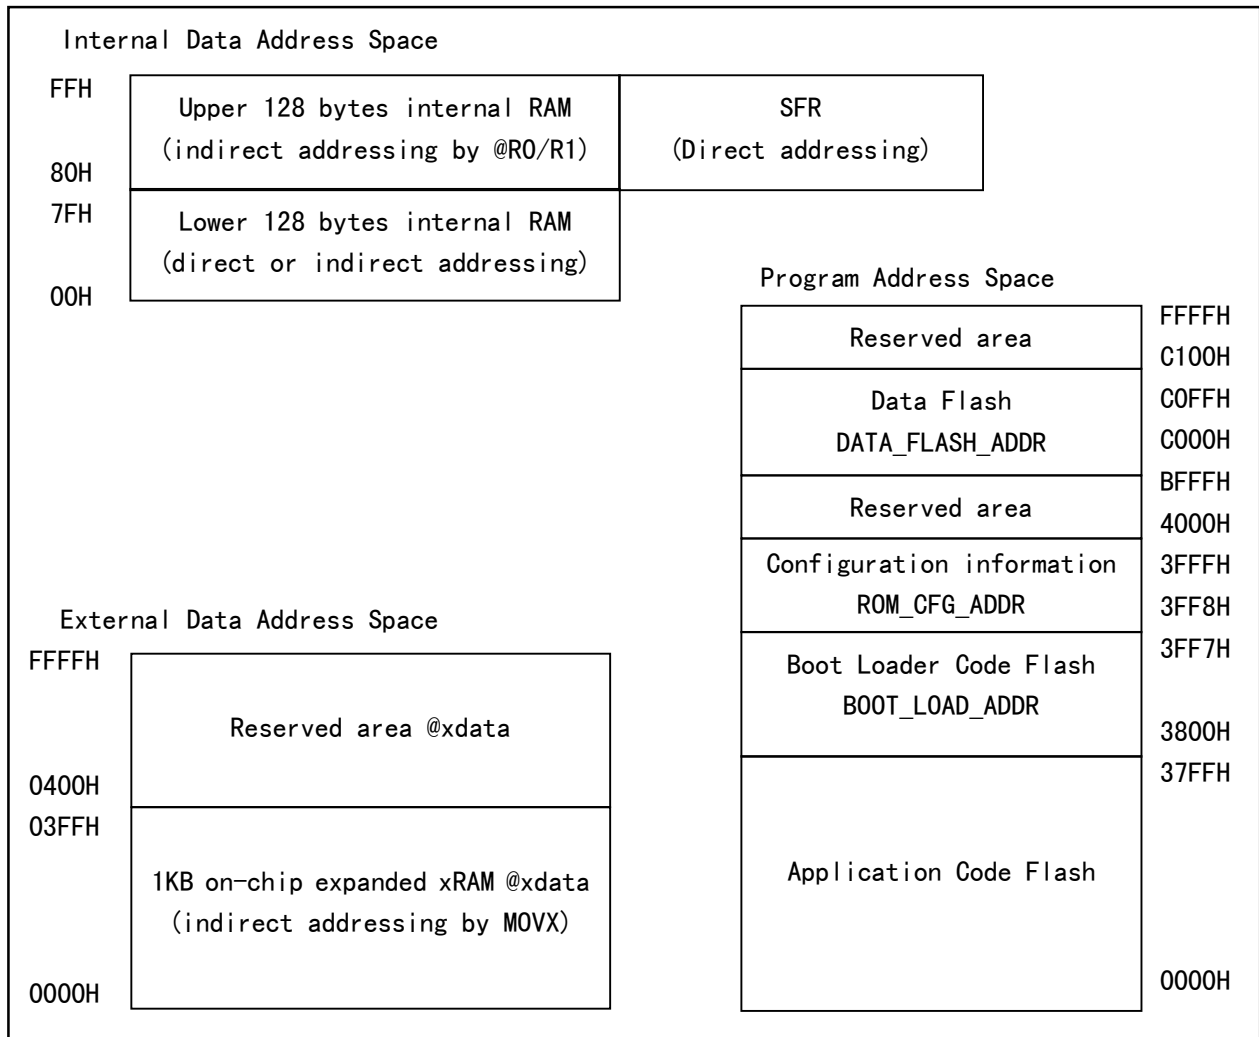 Internal Data Address Space
FFH
Upper 128 bytes internal RAM
(indirect addressing by @R0/R1)
80H
SFR
(Direct addressing)
7FH
Lower 128 bytes internal RAM
(direct or indirect addressing)
00H
Program Address Space
Reserved area
FFFFH
C100H
Data Flash
DATA_FLASH_ADDR
C0FFH
C000H
Reserved area
BFFFH
4000H
Configuration information
ROM_CFG_ADDR
3FFFH
3FF8H
Boot Loader Code Flash
BOOT_LOAD_ADDR
3FF7H
3800H
Application Code Flash
37FFH
0000H
External Data Address Space
FFFFH
Reserved area @xdata
0400H
03FFH
1KB on-chip expanded xRAM @xdata
(indirect addressing by MOVX)
0000H